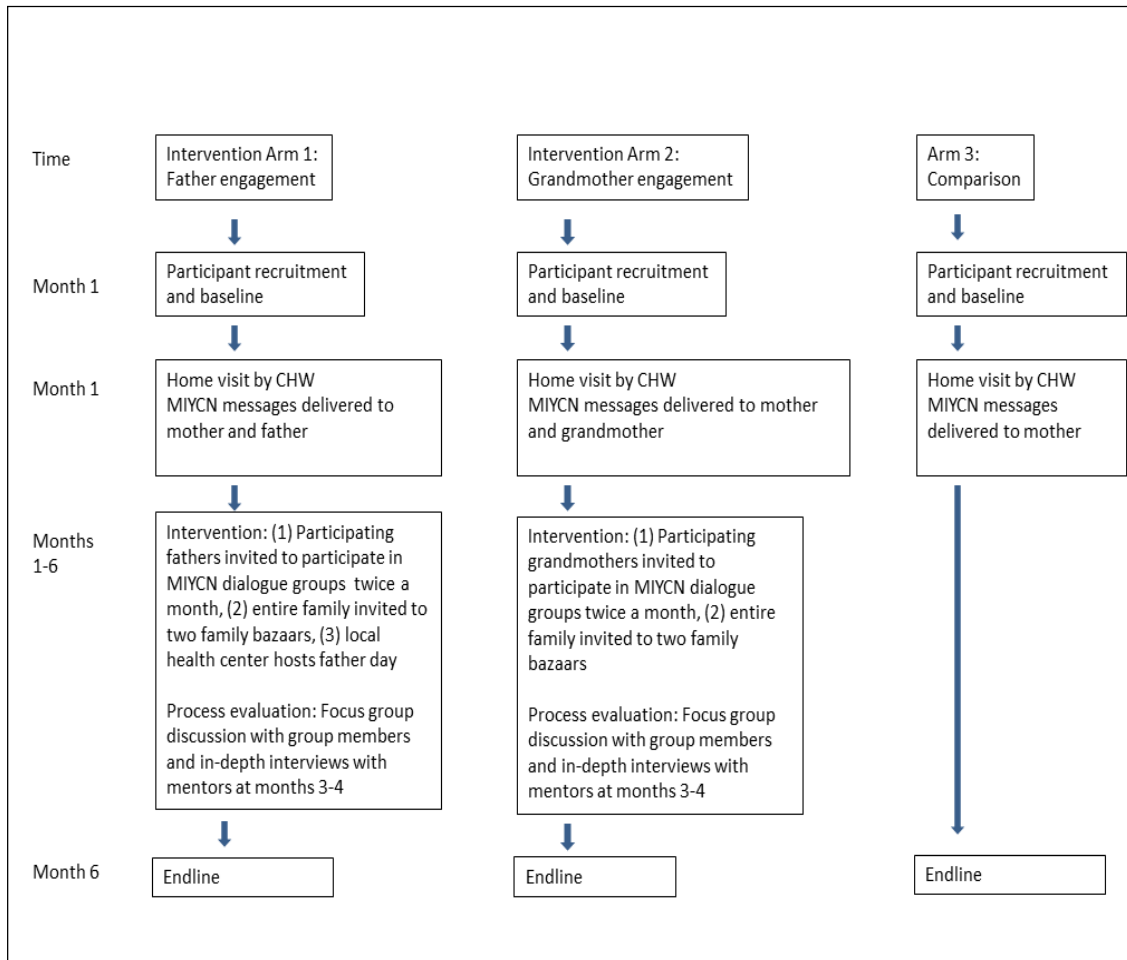 Time
Intervention Arm 1:
Father engagement
Intervention Arm 2:
Grandmother engagement
Arm 3:
Comparison
Month 1
Participant recruitment
and baseline
Participant recruitment
and baseline
Participant recruitment
and baseline
Month 1
Home visit by CHW
MIYCN messages delivered to
mother and father
Home visit by CHW
MIYCN messages delivered to mother
and grandmother
Home visit by CHW
MIYCN messages
delivered to mother
Months
1-6
Intervention: (1) Participating
fathers invited to participate in
MIYCN dialogue groups twice a
month, (2) entire family invited to
two family bazaars, (3) local
health center hosts father day
Process evaluation: Focus group
discussion with group members
and in-depth interviews with
mentors at months 3-4
Intervention: (1) Participating
grandmothers invited to
participate in MIYCN dialogue
groups twice a month, (2) entire
family invited to two family
bazaars
Process evaluation: Focus group
discussion with group members
and in-depth interviews with
mentors at months 3-4
Month 6
Endline
Endline
Endline